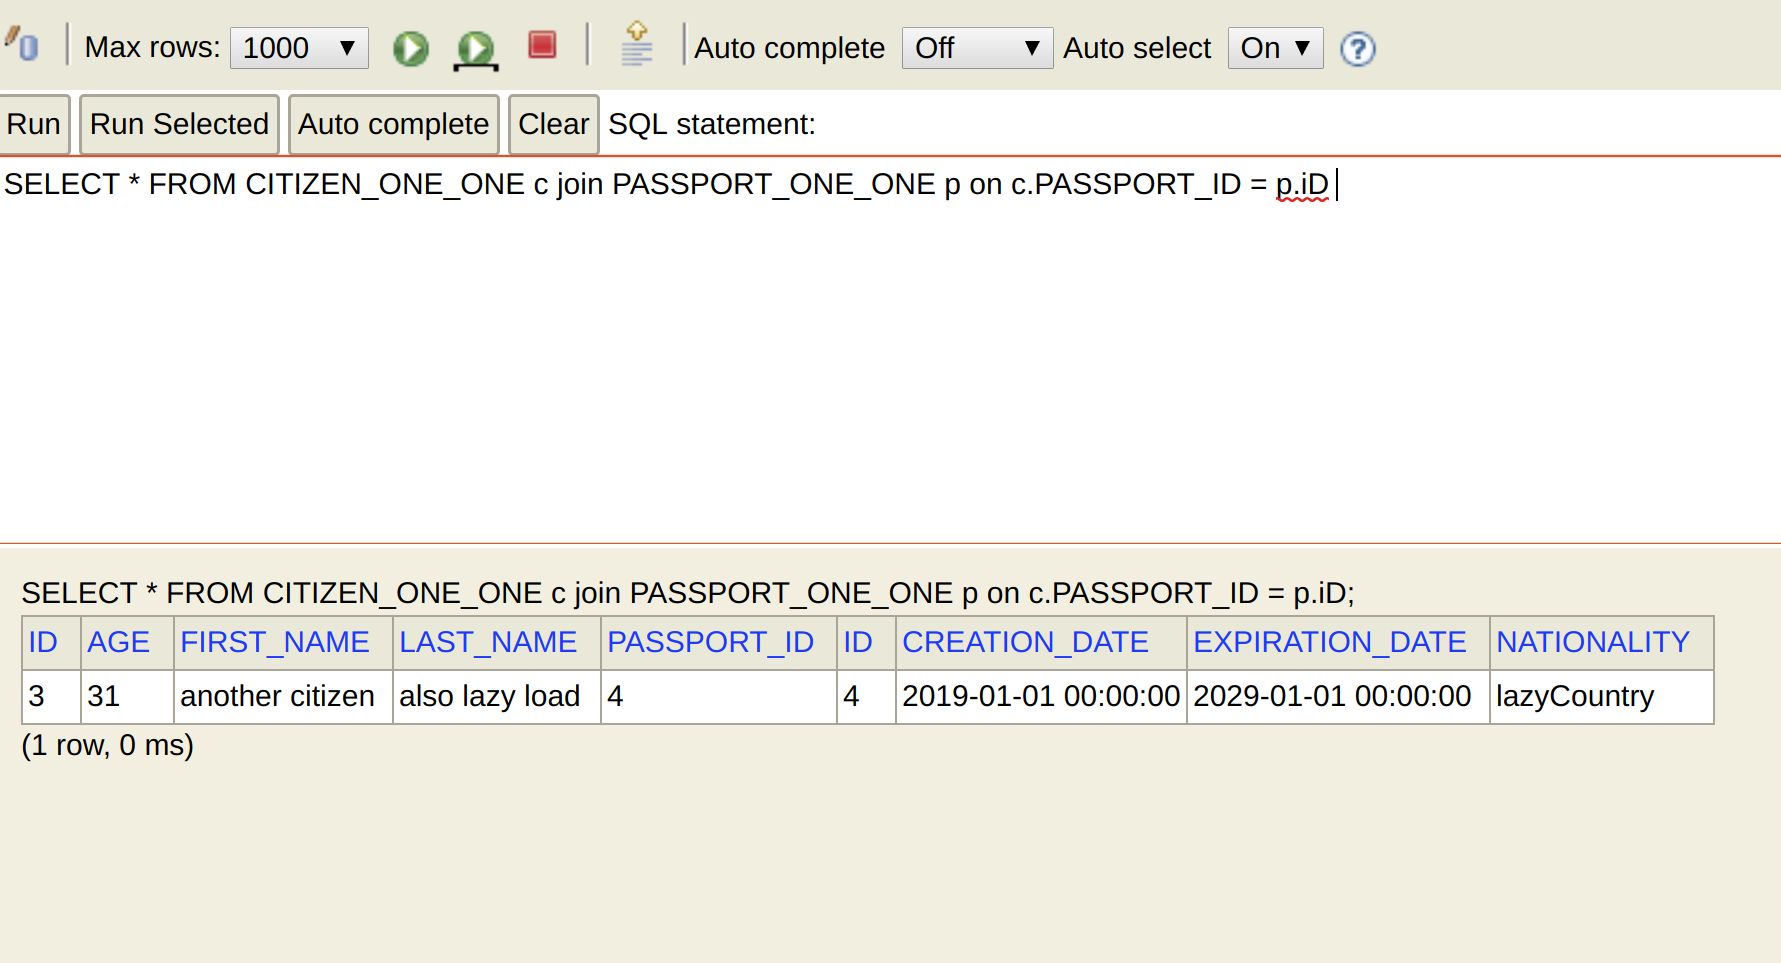 Max rows: 1000 Auto complete Off Auto select On ?
Run Run Selected Auto complete Clear SQL statement:
SELECT * FROM CITIZEN_ONE_ONE c join PASSPORT_ONE_ONE p on c.PASSPORT_ID = p.iD
SELECT * FROM CITIZEN_ONE_ONE c join PASSPORT_ONE_ONE p on c.PASSPORT_ID = p.iD;
ID AGE FIRST_NAME LAST_NAME PASSPORT_ID ID CREATION_DATE EXPIRATION_DATE NATIONALITY
3 31 another citizen also lazy load 4 4 2019-01-01 00:00:00 2029-01-01 00:00:00 lazyCountry
(1 row, 0 ms)